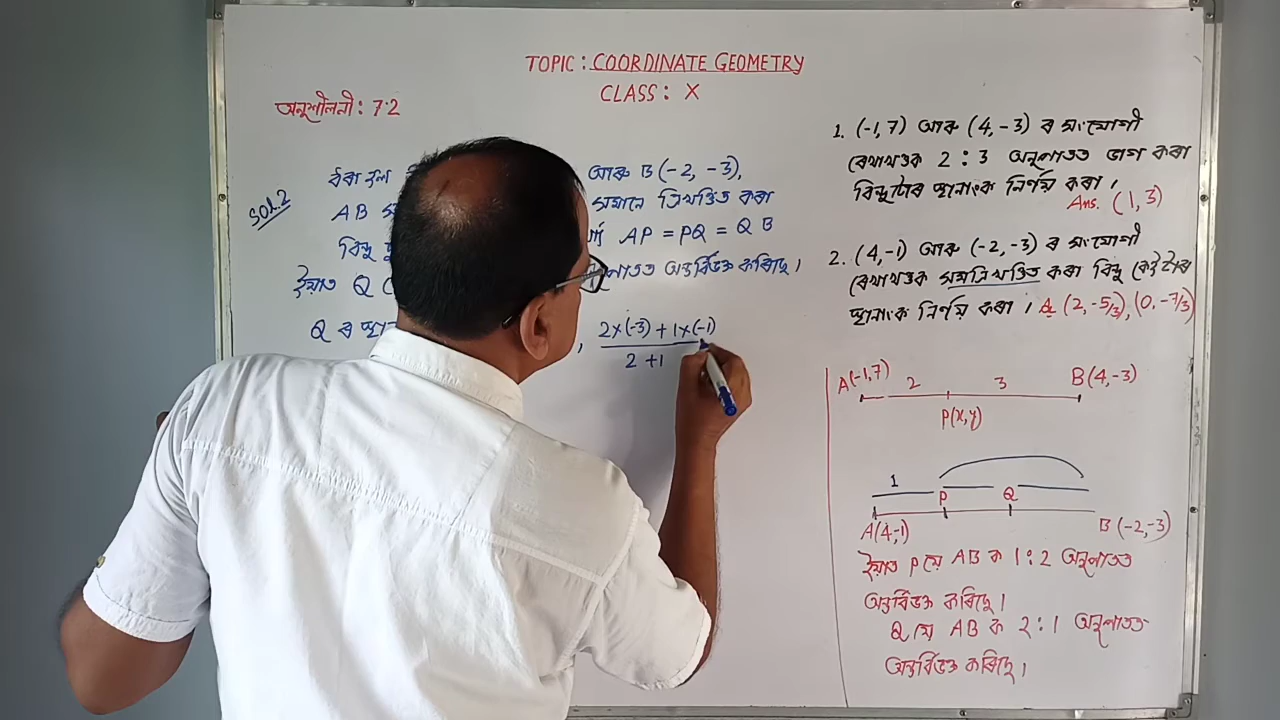 TOPIC: COORDINATE GEOMETRY
CLASS: X
অনুশীলনী: 7.2
SOL.2
ধৰা হ'ল
আৰু B(-2, -3),
AB
সমানে ত্ৰিখণ্ডিত কৰা
বিন্দু
AP = PQ = QB
ইয়াত Q
অনুপাতত অন্তৰ্বিভক্ত কৰিছে।
Q ৰ
, 2×(-3) + 1×(-1)
2 + 1
1. (-1, 7) আৰু (4, -3) ৰ সংযোগী
ৰেখাখণ্ডক 2 : 3 অনুপাতত ভাগ কৰা
বিন্দুটোৰ স্থানাংক নিৰ্ণয় কৰা।
Ans. (1, 3)
2. (4, -1) আৰু (-2, -3) ৰ সংযোগী
ৰেখাখণ্ডক সমত্ৰিখণ্ডিত কৰা বিন্দু কেইটাৰ
স্থানাংক নিৰ্ণয় কৰা। A (2, -5/3), (0, -7/3)
A(-1,7) 2 3 B(4, -3)
P(x, y)
1
P Q
A(4,-1) B(-2,-3)
ইয়াত P য়ে AB ক 1:2 অনুপাতত
অন্তৰ্বিভক্ত কৰিছে।
Q য়ে AB ক 2:1 অনুপাতত
অন্তৰ্বিভক্ত কৰিছে।